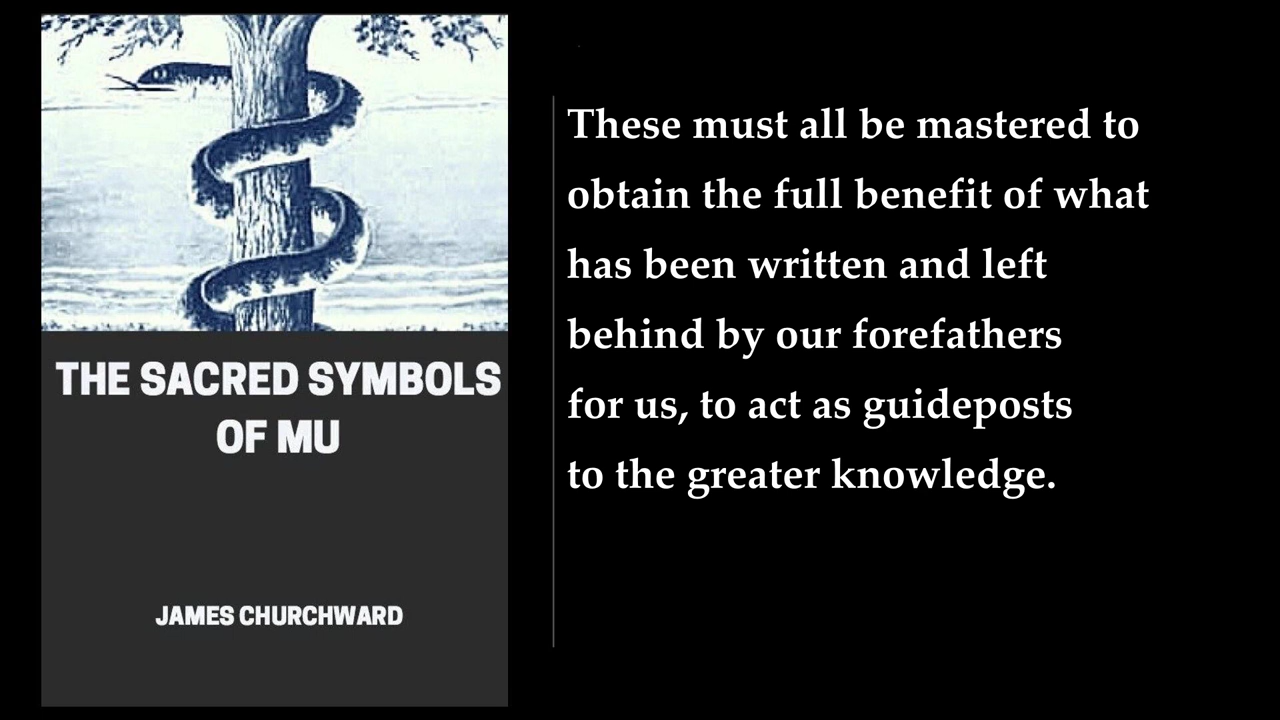 THE SACRED SYMBOLS
OF MU
JAMES CHURCHWARD
These must all be mastered to
obtain the full benefit of what
has been written and left
behind by our forefathers
for us, to act as guideposts
to the greater knowledge.